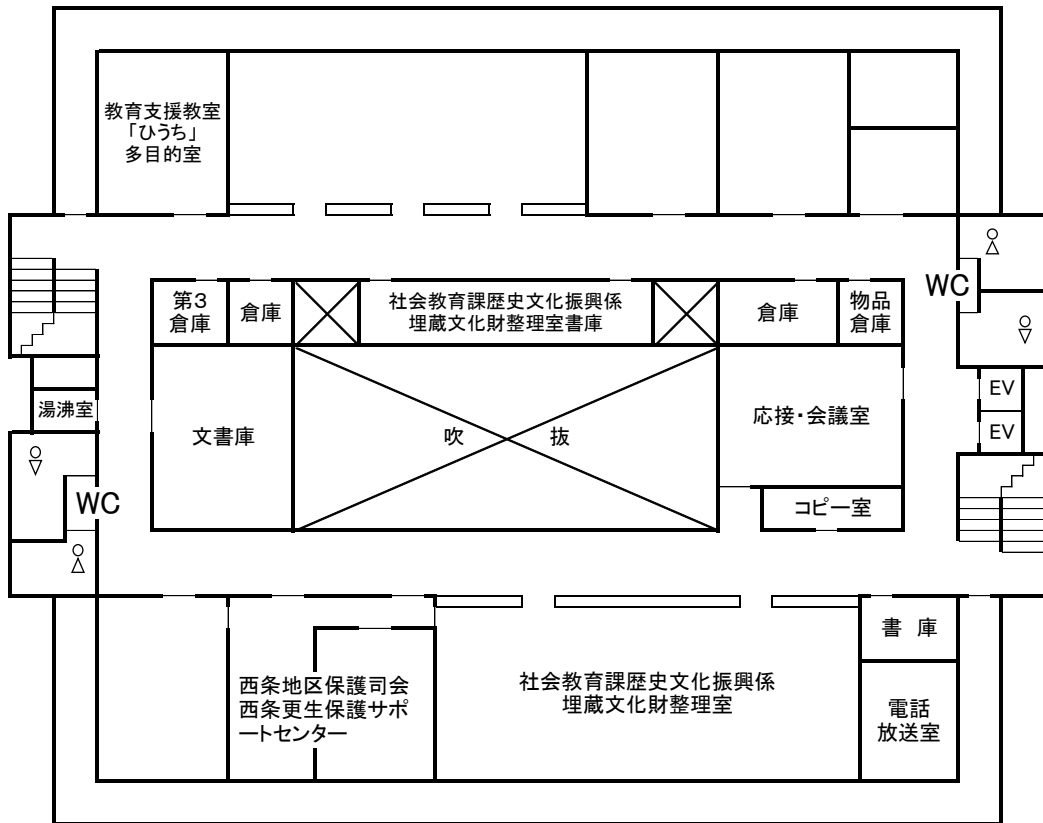 教育支援教室
「ひうち」
多目的室
WC
第3
倉庫
倉庫
社会教育課歴史文化振興係
埋蔵文化財整理室書庫
倉庫
物品
倉庫
湯沸室
文書庫
吹 抜
応接・会議室
EV
EV
WC
コピー室
西条地区保護司会
西条更生保護サポ
ートセンター
社会教育課歴史文化振興係
埋蔵文化財整理室
書 庫
電話
放送室